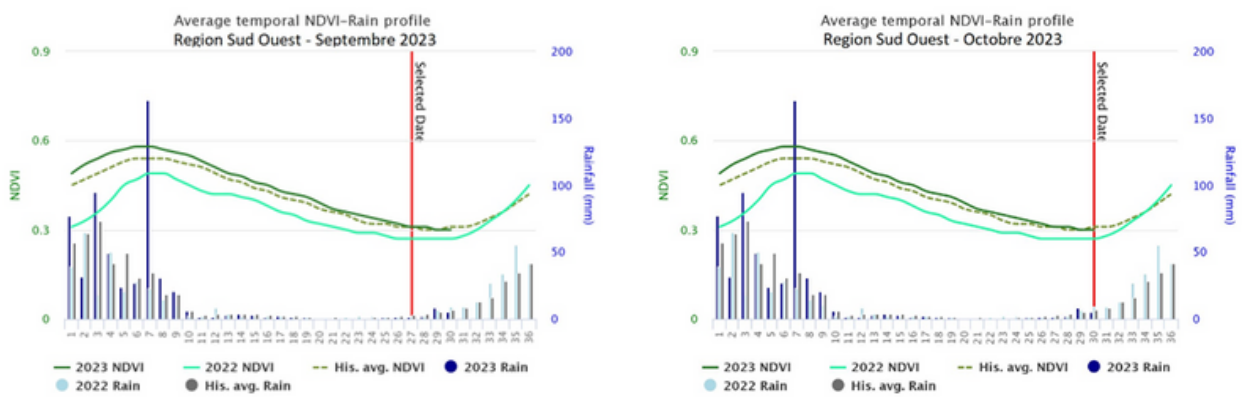 Average temporal NDVI-Rain profile
Region Sud Ouest - Septembre 2023
0.9
0.6
0.3
0
NDVI
200
150
100
50
0
Rainfall (mm)
Selected Date
1 2 3 4 5 6 7 8 9 10 11 12 13 14 15 16 17 18 19 20 21 22 23 24 25 26 27 28 29 30 31 32 33 34 35 36
2023 NDVI 2022 NDVI His. avg. NDVI 2023 Rain
2022 Rain His. avg. Rain
Average temporal NDVI-Rain profile
Region Sud Ouest - Octobre 2023
0.9
0.6
0.3
0
NDVI
200
150
100
50
0
Rainfall (mm)
Selected Date
1 2 3 4 5 6 7 8 9 10 11 12 13 14 15 16 17 18 19 20 21 22 23 24 25 26 27 28 29 30 31 32 33 34 35 36
2023 NDVI 2022 NDVI His. avg. NDVI 2023 Rain
2022 Rain His. avg. Rain